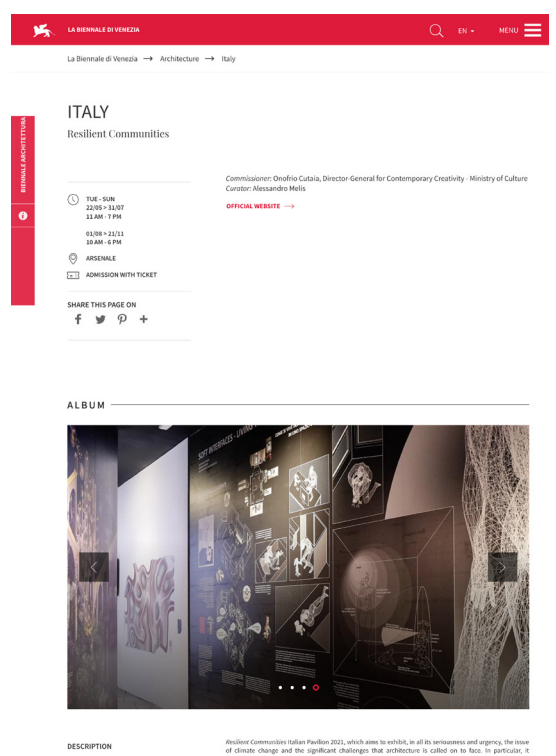 LA BIENNALE DI VENEZIA
EN
MENU
La Biennale di Venezia → Architecture → Italy
BIENNALE ARCHITETTURA
ITALY
Resilient Communities
TUE - SUN
22/05 > 31/07
11 AM - 7 PM
01/08 > 21/11
10 AM - 6 PM
ARSENALE
ADMISSION WITH TICKET
SHARE THIS PAGE ON
Commissioner: Onofrio Cutaia, Director-General for Contemporary Creativity - Ministry of Culture
Curator: Alessandro Melis
OFFICIAL WEBSITE →
ALBUM
SOFT INTERFACES - LIVING
DESCRIPTION
Resilient Communities Italian Pavilion 2021, which aims to exhibit, in all its seriousness and urgency, the issue
of climate change and the significant challenges that architecture is called on to face. In particular, it